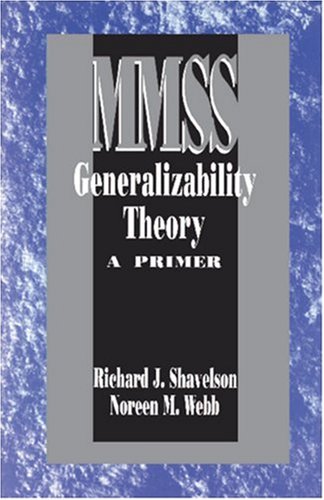 MMSS
Generalizability
Theory
A PRIMER
Richard J. Shavelson
Noreen M. Webb